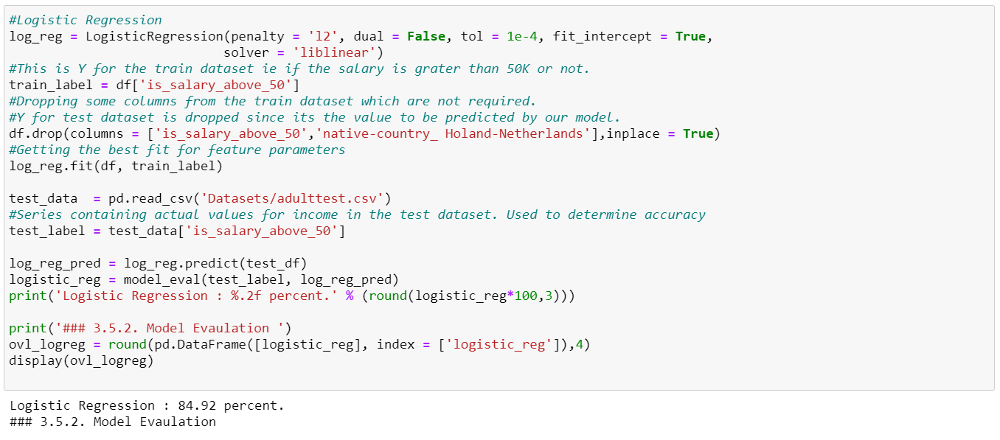 #Logistic Regression
log_reg = LogisticRegression(penalty = 'l2', dual = False, tol = 1e-4, fit_intercept = True,
                            solver = 'liblinear')
#This is Y for the train dataset ie if the salary is grater than 50K or not.
train_label = df['is_salary_above_50']
#Dropping some columns from the train dataset which are not required.
#Y for test dataset is dropped since its the value to be predicted by our model.
df.drop(columns = ['is_salary_above_50','native-country_ Holand-Netherlands'],inplace = True)
#Getting the best fit for feature parameters
log_reg.fit(df, train_label)

test_data  = pd.read_csv('Datasets/adulttest.csv')
#Series containing actual values for income in the test dataset. Used to determine accuracy
test_label = test_data['is_salary_above_50']

log_reg_pred = log_reg.predict(test_df)
logistic_reg = model_eval(test_label, log_reg_pred)
print('Logistic Regression : %.2f percent.' % (round(logistic_reg*100,3)))

print('### 3.5.2. Model Evaulation ')
ovl_logreg = round(pd.DataFrame([logistic_reg], index = ['logistic_reg']),4)
display(ovl_logreg)

Logistic Regression : 84.92 percent.
### 3.5.2. Model Evaulation